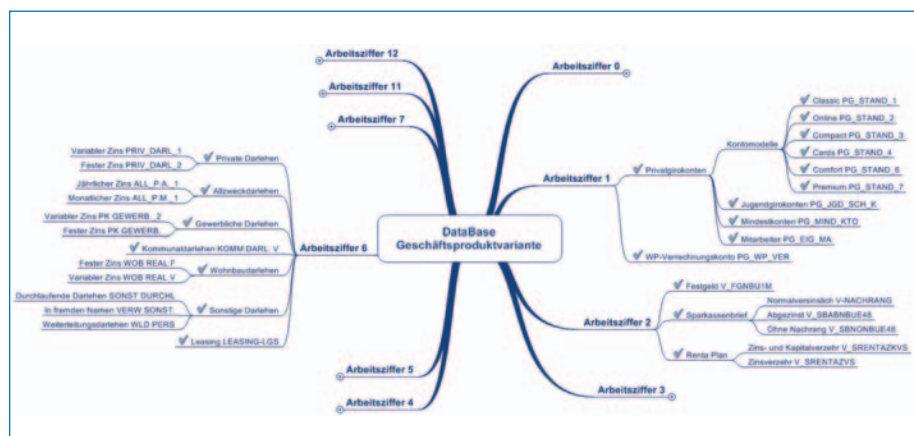 Arbeitsziffer 12
Arbeitsziffer 11
Arbeitsziffer 7
Variabler Zins PRIV_DARL_1
Fester Zins PRIV_DARL_2
Private Darlehen
Jährlicher Zins ALL_P.A._1
Monatlicher Zins ALL_P.M._1
Allzweckdarlehen
Variabler Zins PK GEWERB_2
Fester Zins PK GEWERB.
Gewerbliche Darlehen
Kommunaldarlehen KOMM.DARL. V
Fester Zins WOB REAL F
Variabler Zins WOB REAL V
Wohnbaudarlehen
Durchlaufende Darlehen SONST DURCHL
In fremden Namen VERW SONST.
Weiterleitungsdarlehen WLD PERS
Sonstige Darlehen
Leasing LEASING-LGS
Arbeitsziffer 6
Arbeitsziffer 5
Arbeitsziffer 4
DataBase
Geschäftsproduktvariante
Arbeitsziffer 0
Arbeitsziffer 1
Privatgirokonten
Kontomodelle
Classic PG_STAND_1
Online PG_STAND_2
Compact PG_STAND_3
Cards PG_STAND_4
Comfort PG_STAND_6
Premium PG_STAND_7
Jugendgirokonten PG_JGD_SCH_K
Mindestkonten PG_MIND_KTO
Mitarbeiter PG_EIG_MA
WP-Verrechnungskonto PG_WP_VER
Arbeitsziffer 2
Festgeld V_FGNBU1M
Sparkassenbrief
Normalverzinslich V-NACHRANG
Abgezinst V_SBABNBUE48
Ohne Nachrang V_SBNONBUE48
Renta Plan
Zins- und Kapitalverzehr V_SRENTAZKVS
Zinsverzehr V_SRENTAZVS
Arbeitsziffer 3